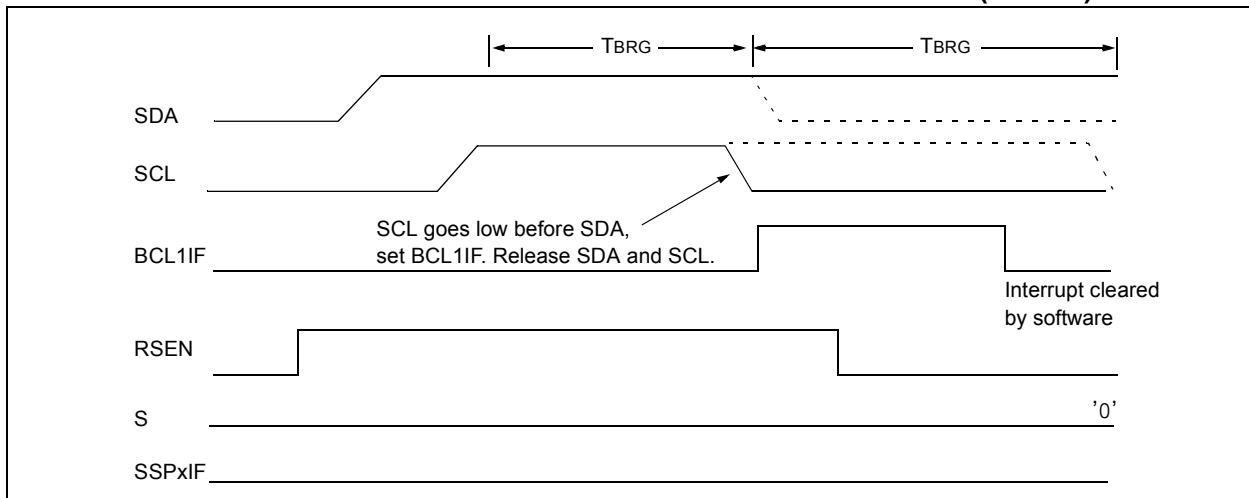 TBRG TBRG
SDA
SCL
SCL goes low before SDA,
set BCL1IF. Release SDA and SCL.
BCL1IF
Interrupt cleared
by software
RSEN
S '0'
SSPxIF